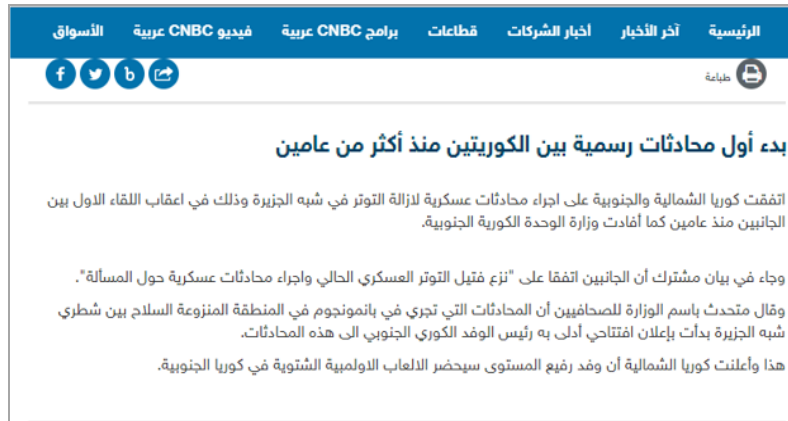 الرئيسية آخر الأخبار أخبار الشركات قطاعات برامج CNBC عربية فيديو CNBC عربية الأسواق
طباعة
بدء أول محادثات رسمية بين الكوريتين منذ أكثر من عامين
اتفقت كوريا الشمالية والجنوبية على اجراء محادثات عسكرية لازالة التوتر في شبه الجزيرة وذلك في اعقاب اللقاء الاول بين
الجانبين منذ عامين كما أفادت وزارة الوحدة الكورية الجنوبية.
وجاء في بيان مشترك أن الجانبين اتفقا على "نزع فتيل التوتر العسكري الحالي واجراء محادثات عسكرية حول المسألة".
وقال متحدث باسم الوزارة للصحافيين أن المحادثات التي تجري في بانمونجوم في المنطقة المنزوعة السلاح بين شطري
شبه الجزيرة بدأت بإعلان افتتاحي أدلى به رئيس الوفد الكوري الجنوبي الى هذه المحادثات.
هذا وأعلنت كوريا الشمالية أن وفد رفيع المستوى سيحضر الالعاب الاولمبية الشتوية في كوريا الجنوبية.